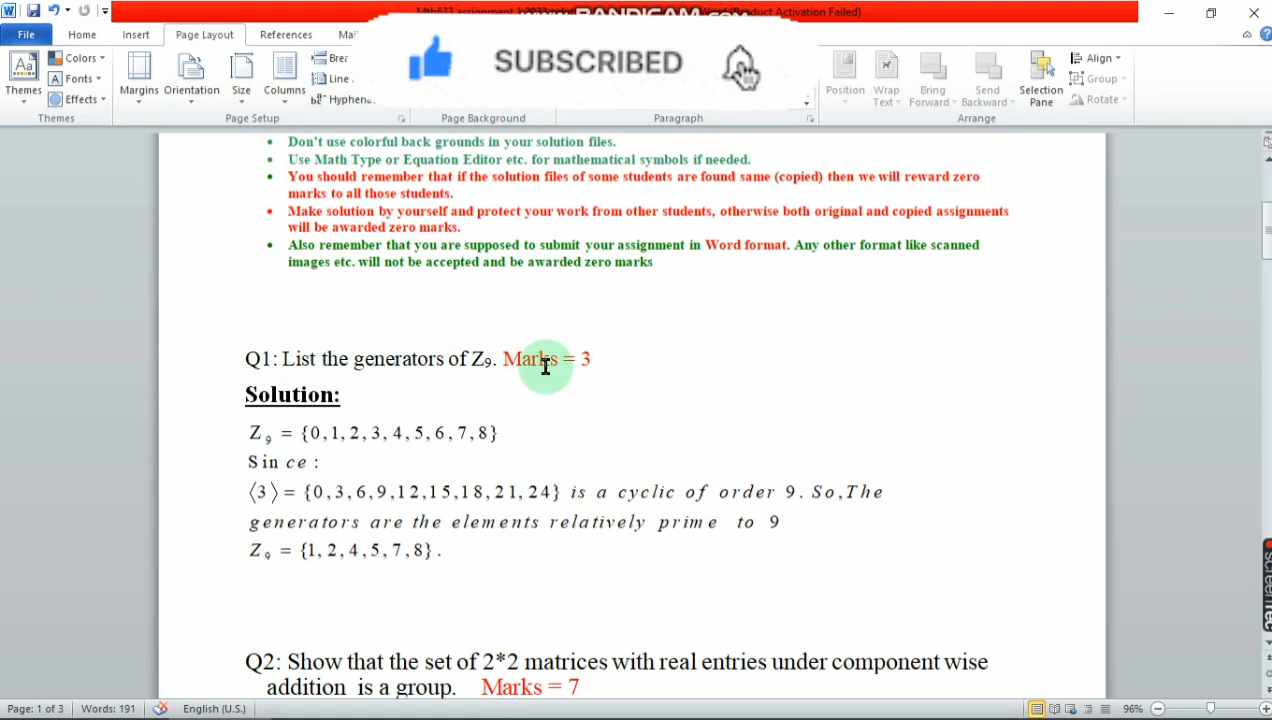 Mth633 assignment 1
BANDICAM.com
Word (Product Activation Failed)
File Home Insert Page Layout References
SUBSCRIBED
Themes
Colors
Fonts
Effects
Themes
Margins Orientation Size Columns
Line
Page Setup
Page Background
Paragraph
Position Wrap Text Bring Forward Send Backward Selection Pane
Align
Group
Rotate
Arrange
• Don't use colorful back grounds in your solution files.
• Use Math Type or Equation Editor etc. for mathematical symbols if needed.
• You should remember that if the solution files of some students are found same (copied) then we will reward zero
marks to all those students.
• Make solution by yourself and protect your work from other students, otherwise both original and copied assignments
will be awarded zero marks.
• Also remember that you are supposed to submit your assignment in Word format. Any other format like scanned
images etc. will not be accepted and be awarded zero marks
Q1: List the generators of Z₉. Marks = 3
Solution:
Z₉ = {0,1,2,3,4,5,6,7,8}
Since :
⟨3⟩ = {0,3,6,9,12,15,18,21,24} is a cyclic of order 9. So,The
generators are the elements relatively prime to 9
Z₉ = {1,2,4,5,7,8}.
Q2: Show that the set of 2*2 matrices with real entries under component wise
addition is a group. Marks = 7
Page: 1 of 3 Words: 191 English (U.S.) 96%